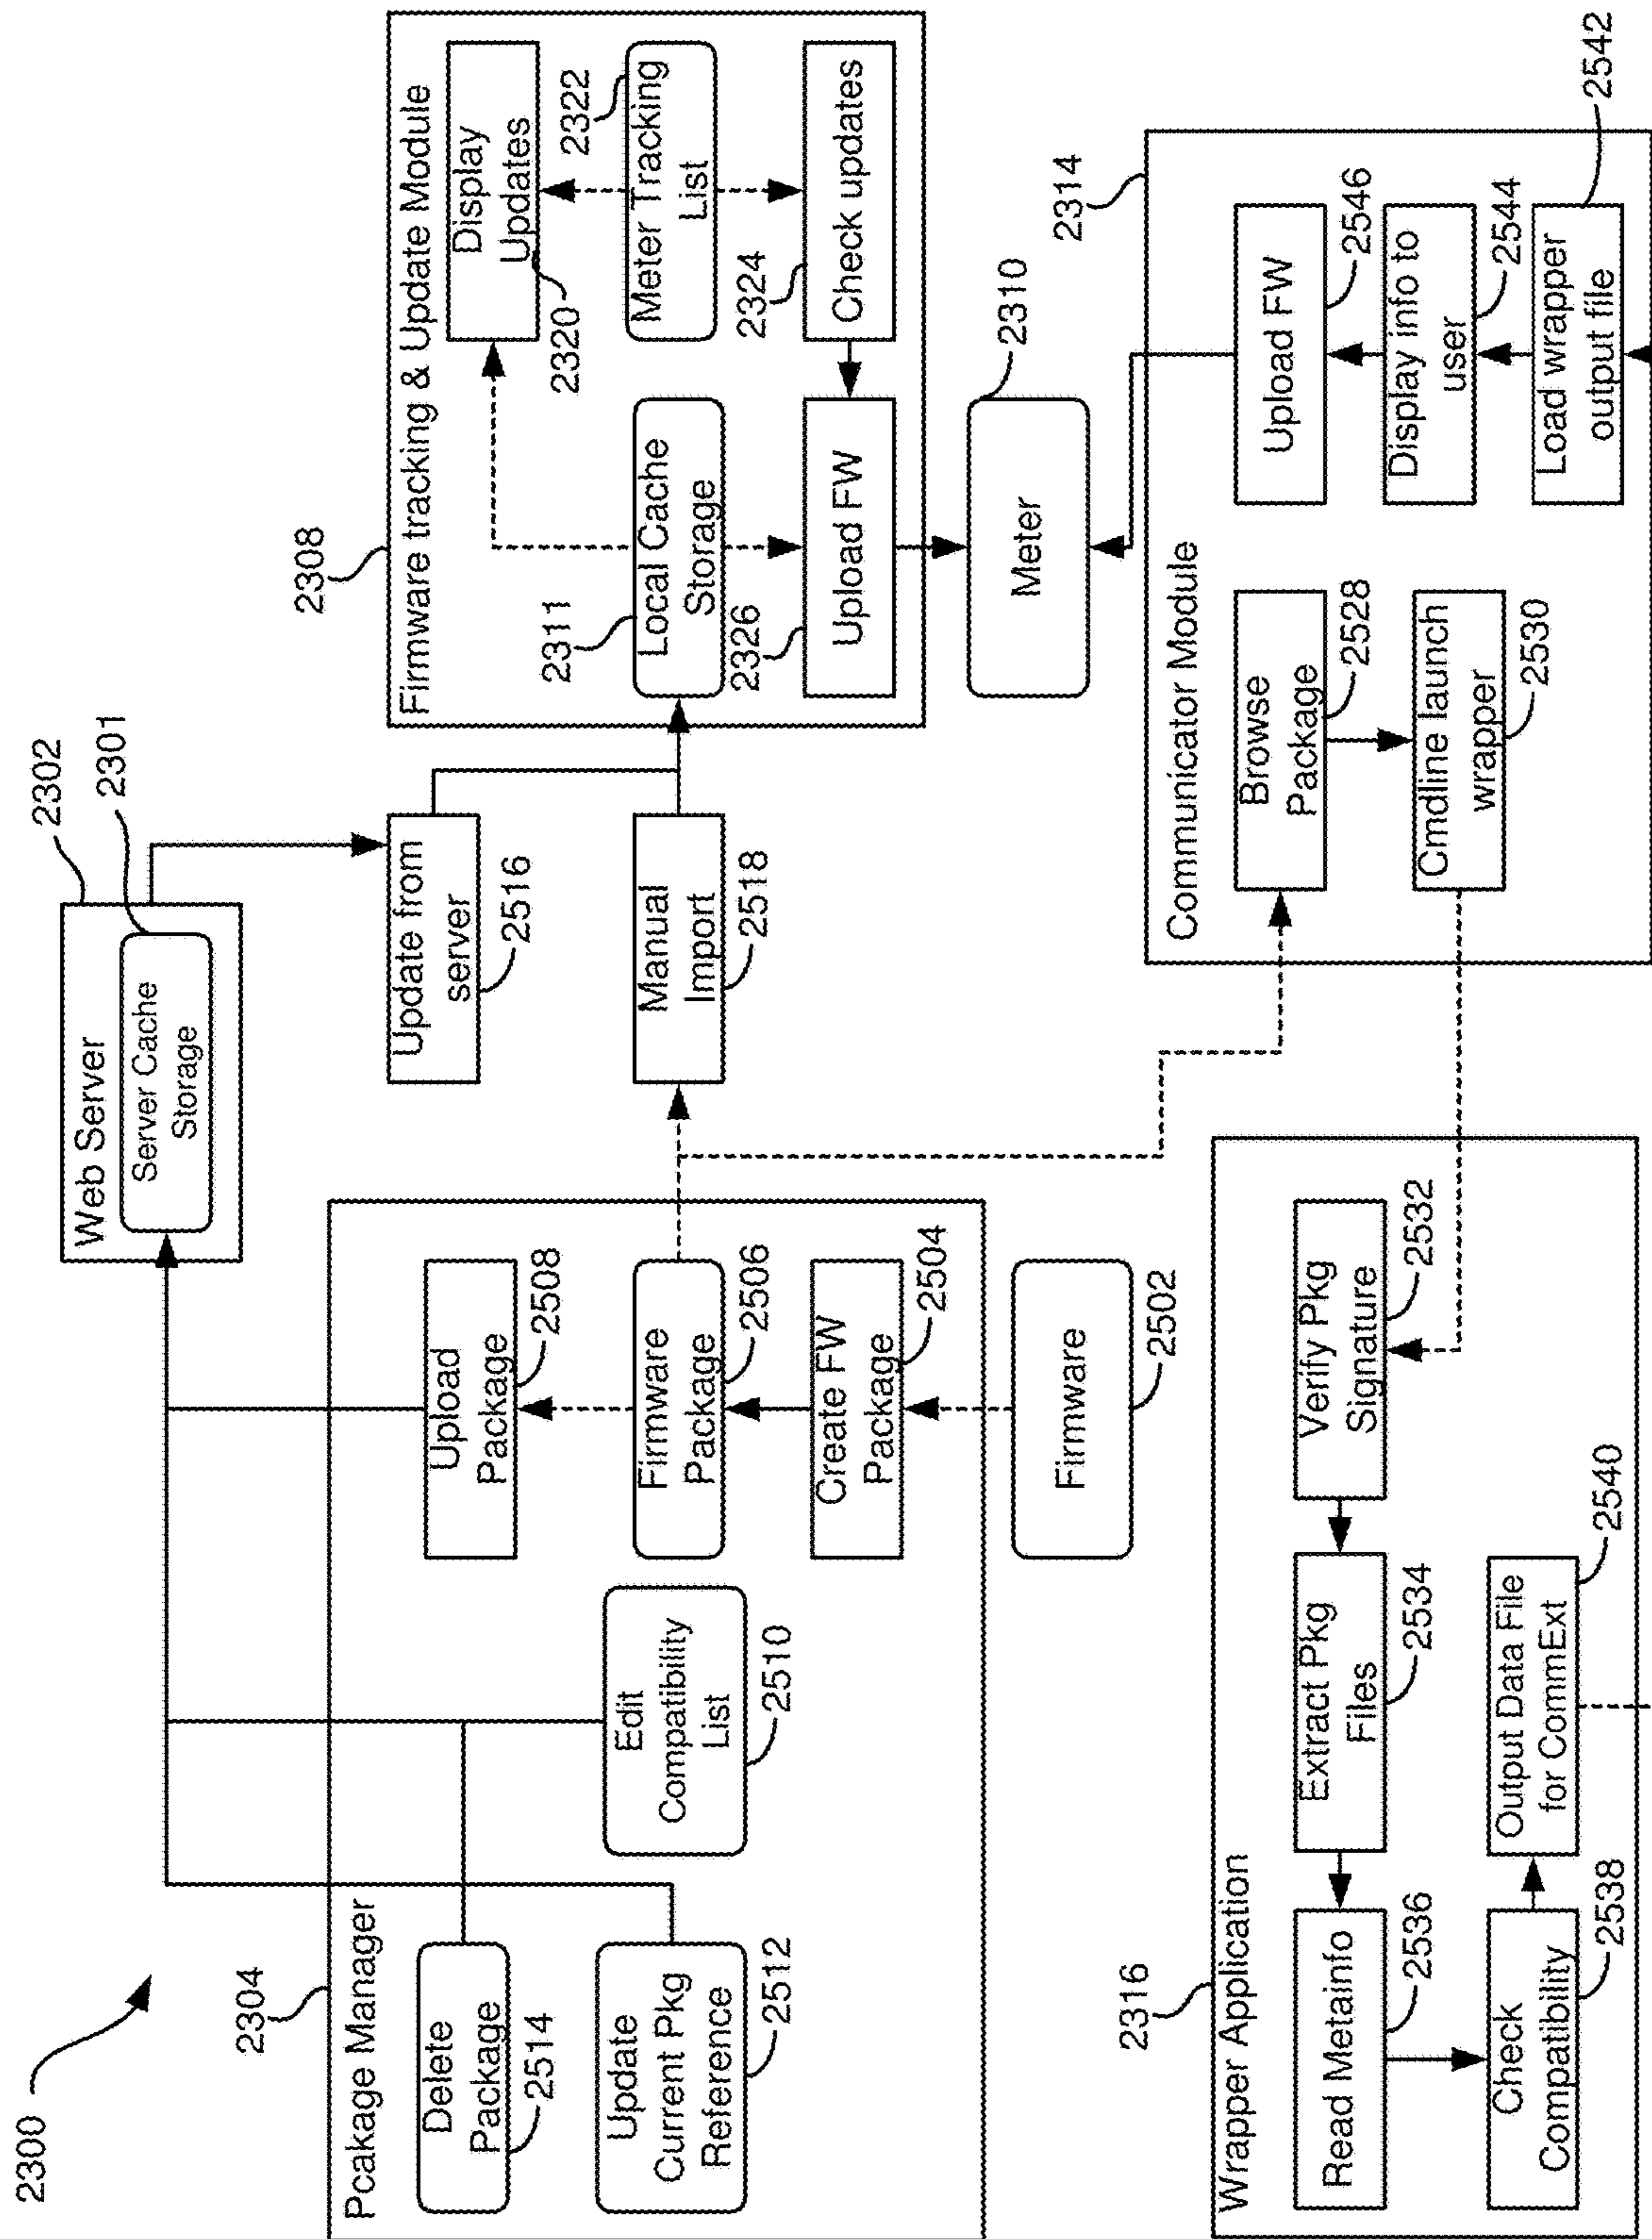 2300
2302
2301
Web Server
Server Cache
Storage
2304
Pcakage Manager
Delete
Package
2514
Update
Current Pkg
Reference
2512
Edit
Compatibility
List
2510
Upload
Package
2508
Firmware
Package
2506
Create FW
Package
2504
Firmware
2502
Update from
server
2516
Manual
Import
2518
2308
Firmware tracking & Update Module
Display
Updates
2320
2311
Local Cache
Storage
Meter Tracking
List
2322
2326
Upload FW
2324
Check updates
Meter
2310
2316
Wrapper Application
Read Metainfo
2536
Extract Pkg
Files
2534
Verify Pkg
Signature
2532
Check
Compatibility
2538
Output Data File
for CommExt
2540
2314
Communicator Module
Browse
Package
2528
Cmdline launch
wrapper
2530
Upload FW
2546
Display info to
user
2544
Load wrapper
output file
2542